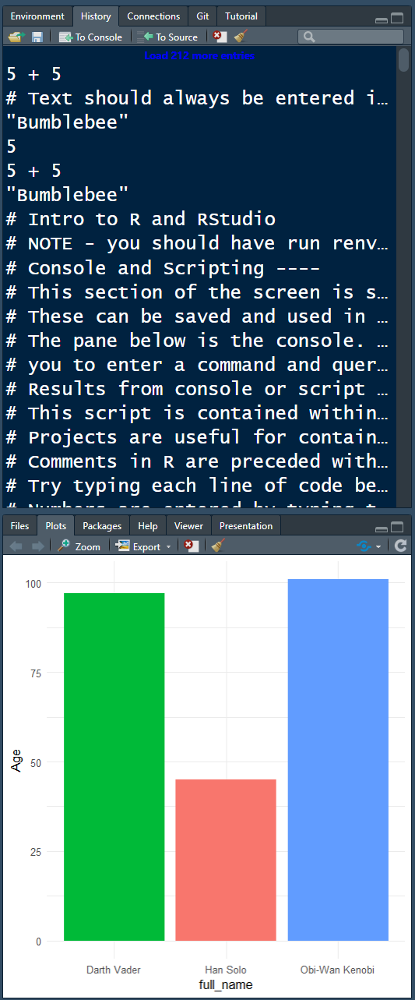 Environment History Connections Git Tutorial
To Console To Source
Load 212 more entries
5 + 5
# Text should always be entered i…
"Bumblebee"
5
5 + 5
"Bumblebee"
# Intro to R and RStudio
# NOTE - you should have run renv…
# Console and Scripting ----
# This section of the screen is s…
# These can be saved and used in …
# The pane below is the console. …
# you to enter a command and quer…
# Results from console or script …
# This script is contained within…
# Projects are useful for contain…
# Comments in R are preceded with…
# Try typing each line of code be…
# Numbers are entered by typing t…
Files Plots Packages Help Viewer Presentation
Zoom Export
100
75
50
25
0
Age
Darth Vader Han Solo Obi-Wan Kenobi
full_name